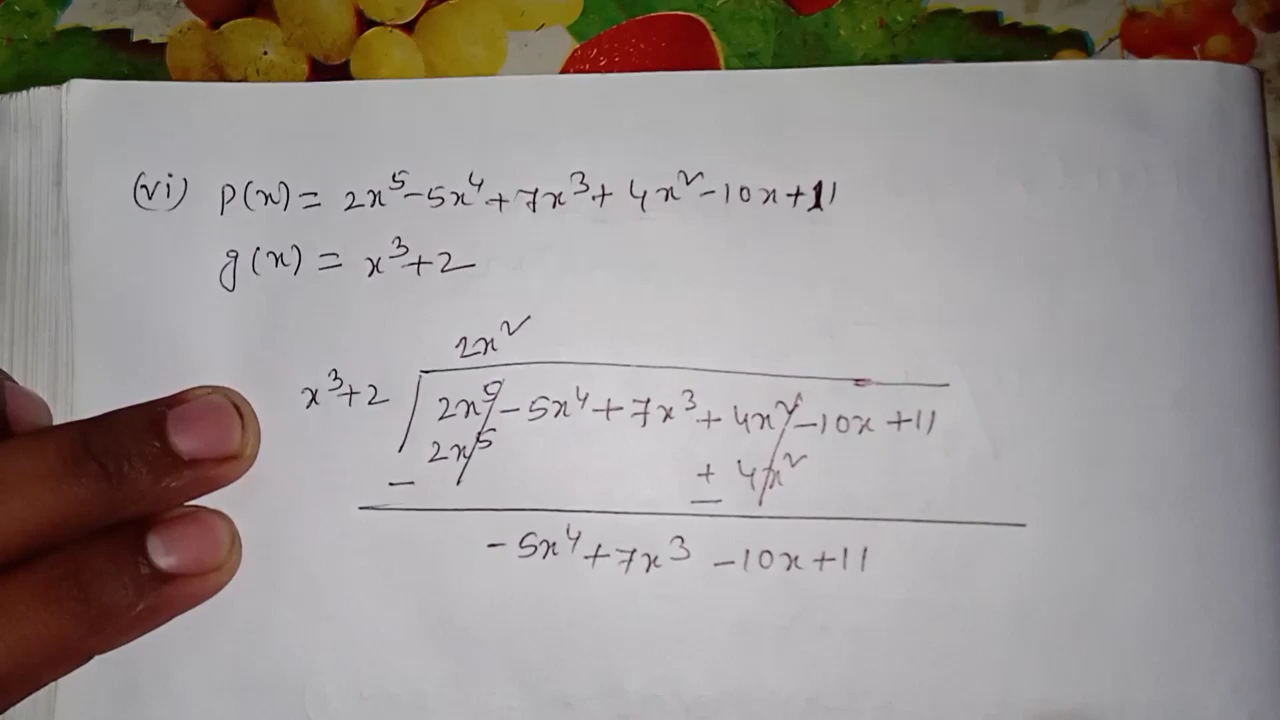 (vi) p(x) = 2x⁵ - 5x⁴ + 7x³ + 4x² - 10x + 11
g(x) = x³ + 2
2x²
x³ + 2 2x⁵ - 5x⁴ + 7x³ + 4x² - 10x + 11
2x⁵ + 4x²
- -
- 5x⁴ + 7x³ - 10x + 11